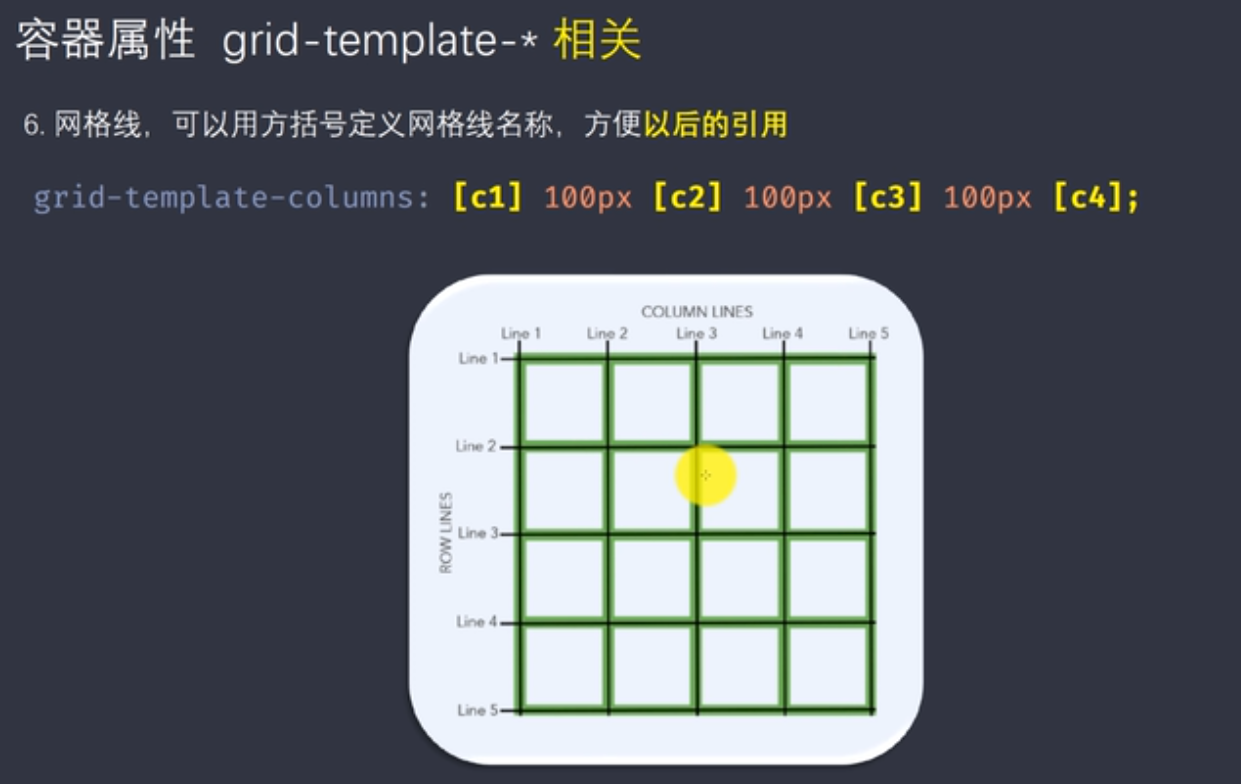 容器属性 grid-template-* 相关
6. 网格线，可以用方括号定义网格线名称，方便以后的引用
grid-template-columns: [c1] 100px [c2] 100px [c3] 100px [c4];
COLUMN LINES
Line 1 Line 2 Line 3 Line 4 Line 5
Line 1
Line 2
ROW LINES
Line 3
Line 4
Line 5